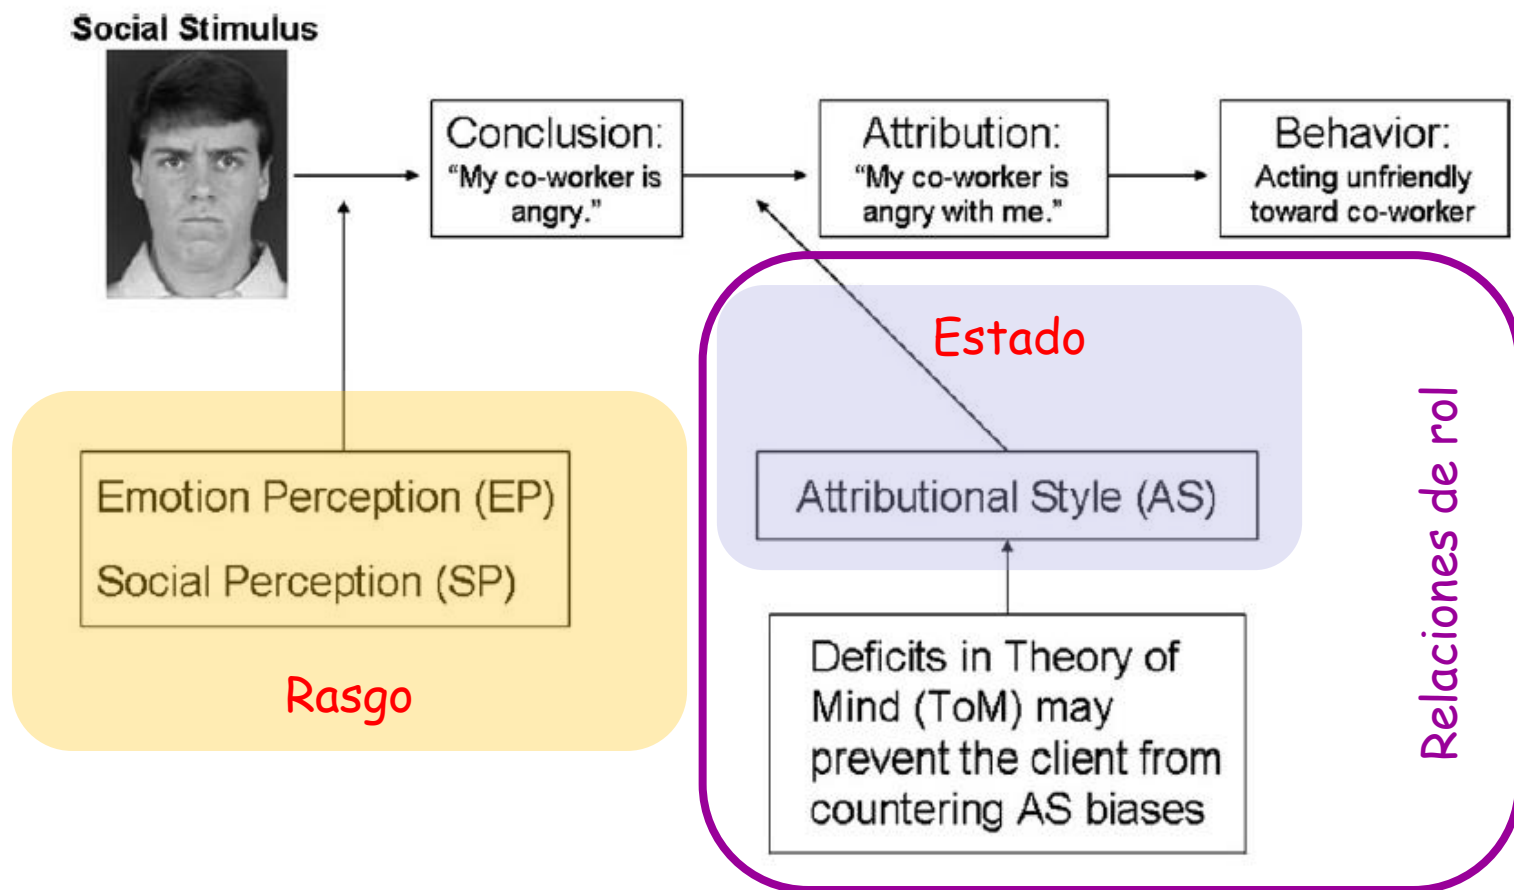 Social Stimulus
Conclusion:
“My co-worker is
angry.”
Attribution:
“My co-worker is
angry with me.”
Behavior:
Acting unfriendly
toward co-worker
Estado
Emotion Perception (EP)
Social Perception (SP)
Rasgo
Attributional Style (AS)
Deficits in Theory of
Mind (ToM) may
prevent the client from
countering AS biases
Relaciones de rol